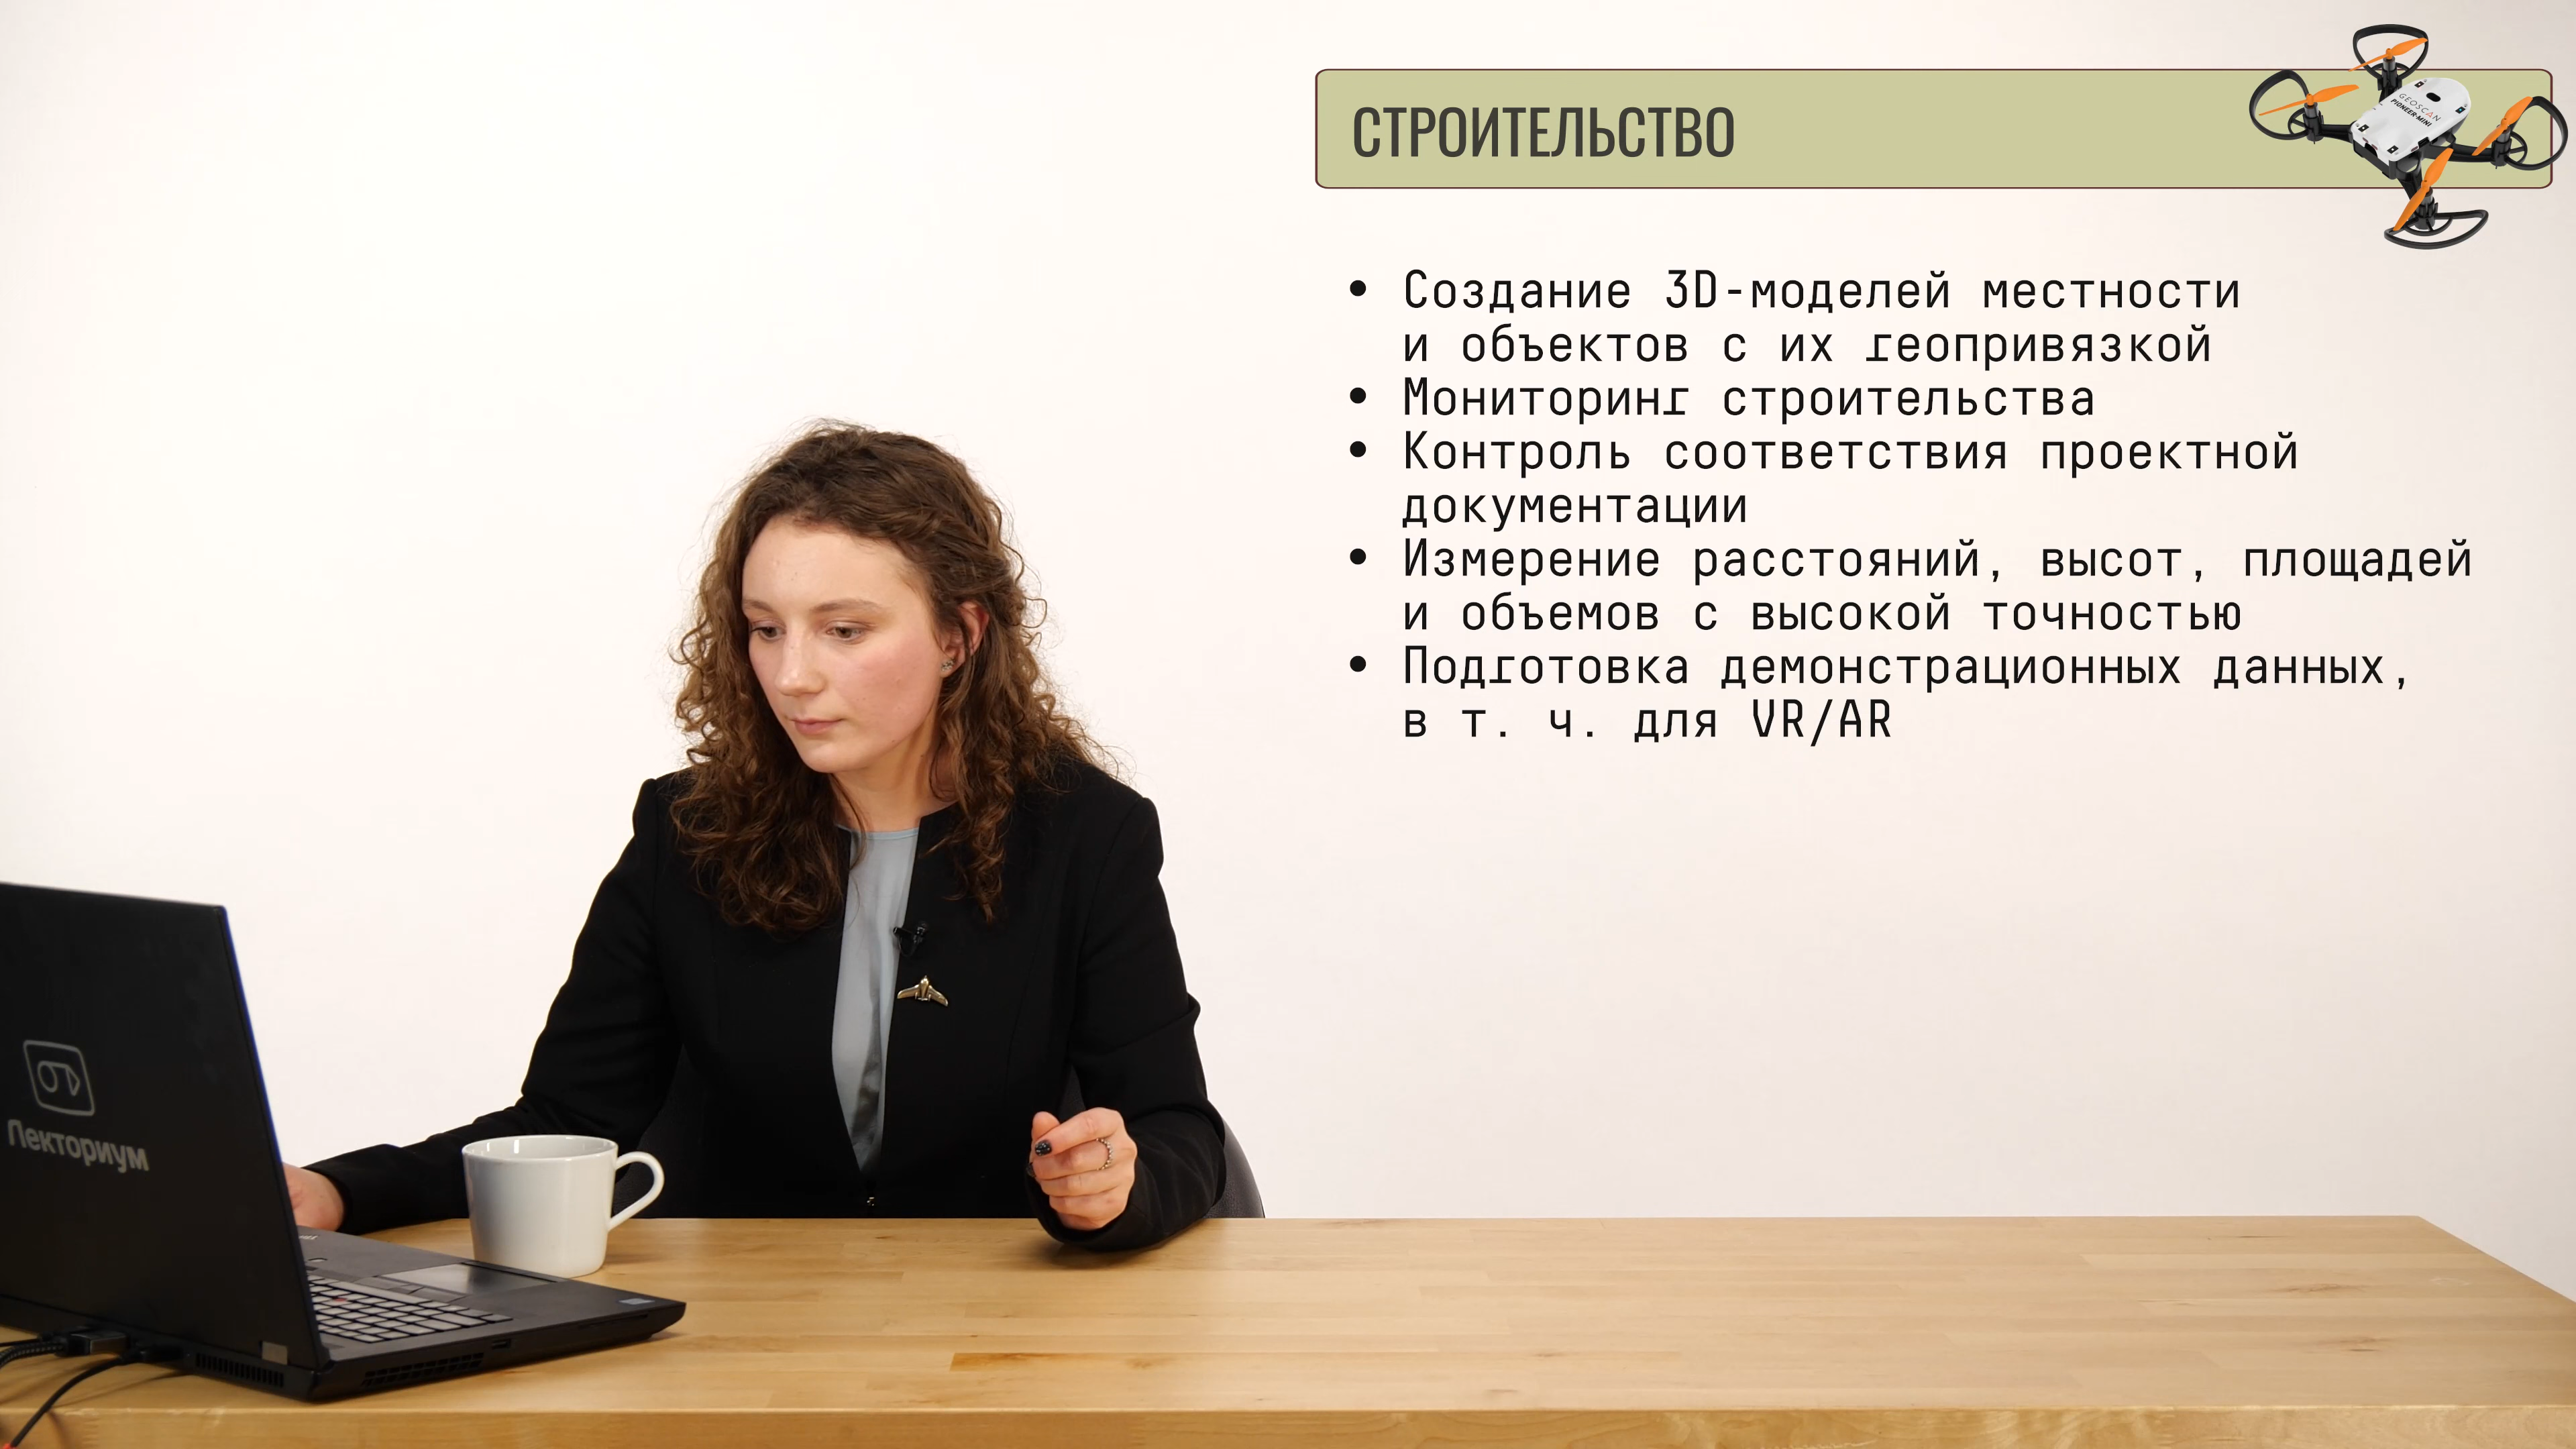 СТРОИТЕЛЬСТВО
GEOSCAN
PIONEER-MINI
• Создание 3D-моделей местности
и объектов с их геопривязкой
• Мониторинг строительства
• Контроль соответствия проектной
документации
• Измерение расстояний, высот, площадей
и объемов с высокой точностью
• Подготовка демонстрационных данных,
в т. ч. для VR/AR
Лекториум